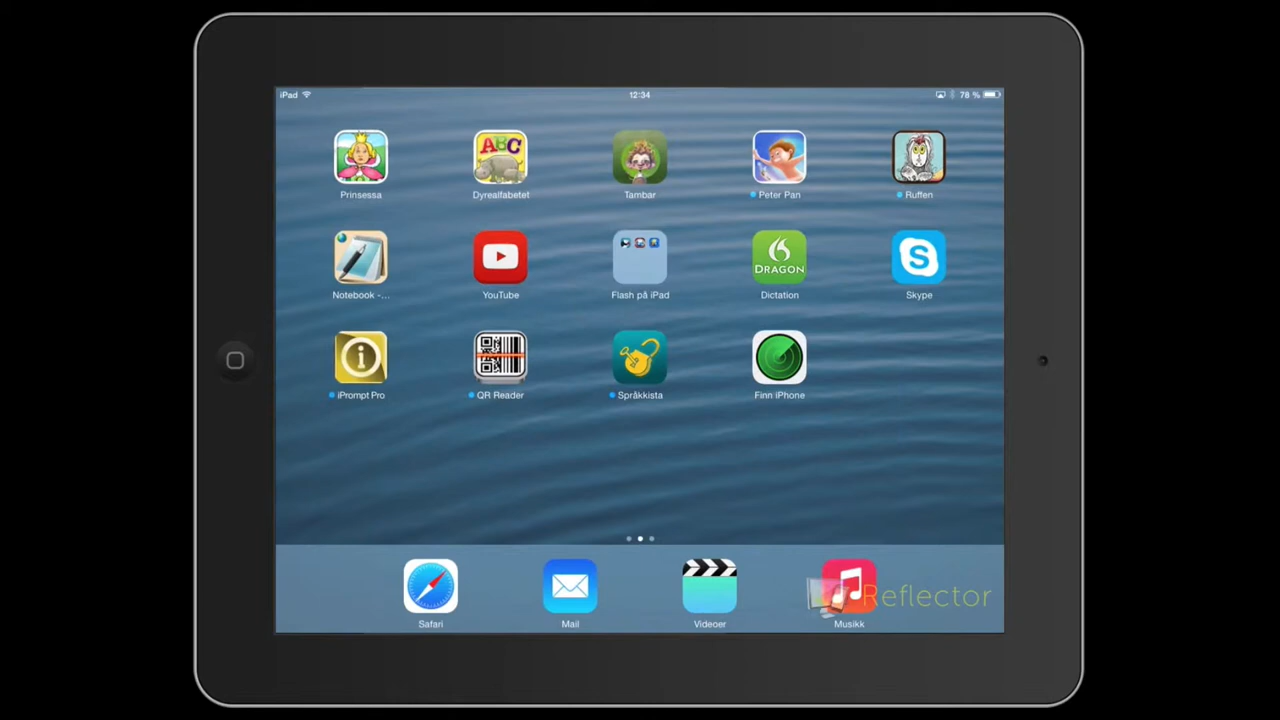 iPad 12:34 78 %
ABC
Prinsessa Dyrealfabetet Tambar Peter Pan Ruffen
DRAGON S
Notebook -... YouTube Flash på iPad Dictation Skype
i
iPrompt Pro QR Reader Språkkista Finn iPhone
Reflector
Safari Mail Videoer Musikk